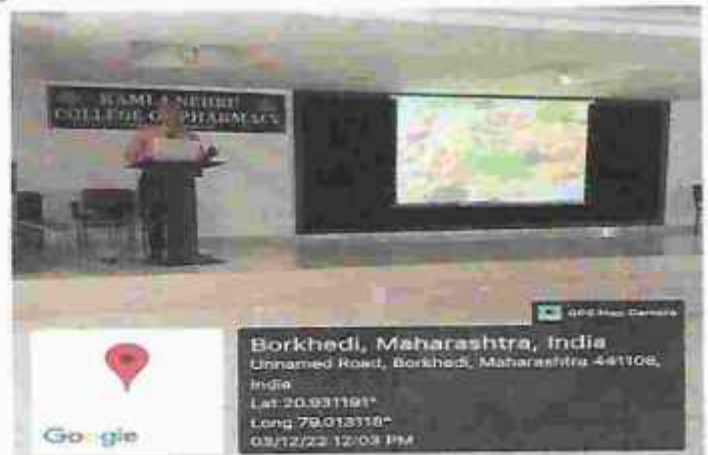 KAMLA NEHRU
COLLEGE OF PHARMACY
GPS Map Camera
Borkhedi, Maharashtra, India
Unnamed Road, Borkhedi, Maharashtra 441108,
India
Lat 20.931191°
Long 79.013118°
03/12/22 12:03 PM
Google